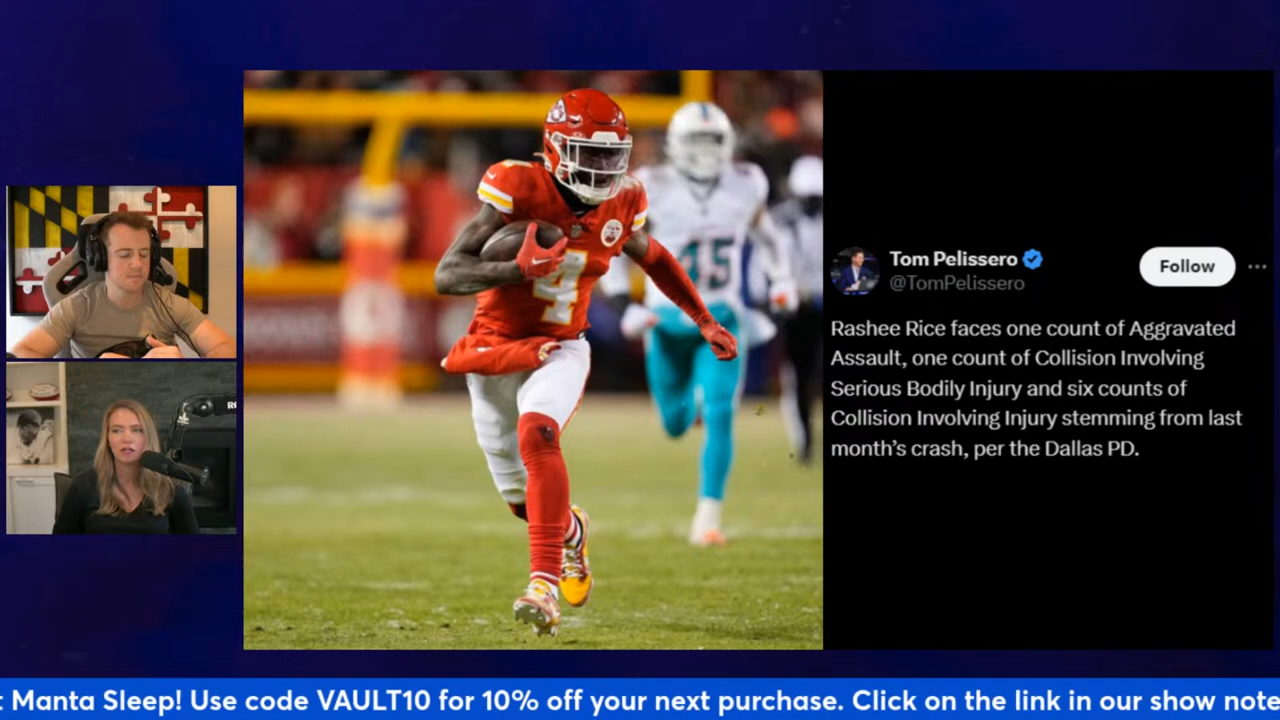 4
15
Tom Pelissero
@TomPelissero
Follow
Rashee Rice faces one count of Aggravated
Assault, one count of Collision Involving
Serious Bodily Injury and six counts of
Collision Involving Injury stemming from last
month's crash, per the Dallas PD.
: Manta Sleep! Use code VAULT10 for 10% off your next purchase. Click on the link in our show note